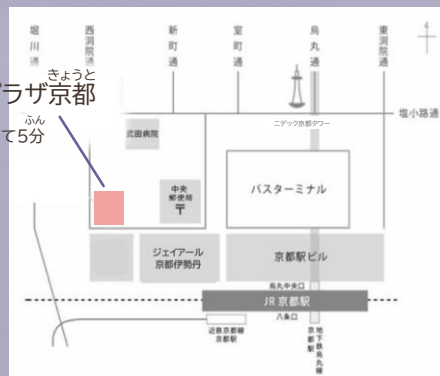 堀川通
西洞院通
新町通
室町通
烏丸通
東洞院通
きょうと
プラザ京都
ふん
て5分
塩小路通
ニデック京都タワー
武田病院
中央
郵便局
〒
バスターミナル
ジェイアール
京都伊勢丹
京都駅ビル
烏丸中央口
JR 京都駅
八条口
近鉄京都線
京都駅
地下鉄烏丸線
京都駅